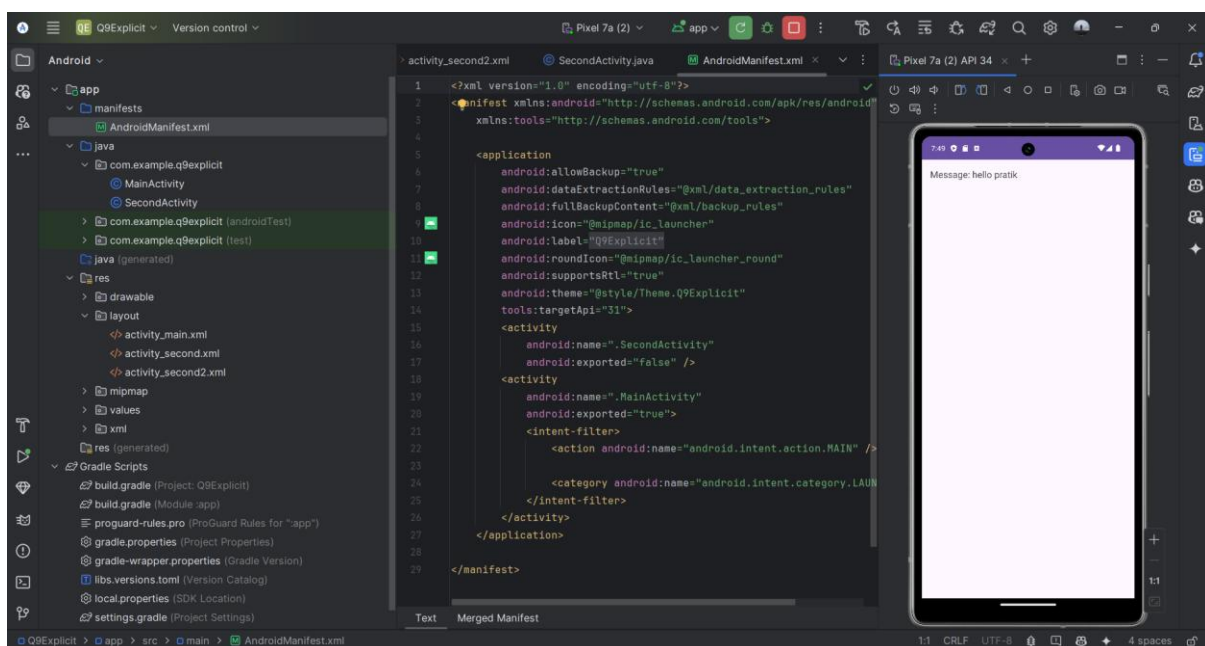 QE Q9Explicit Version control Pixel 7a (2) app
Android
app
manifests
AndroidManifest.xml
java
com.example.q9explicit
MainActivity
SecondActivity
com.example.q9explicit (androidTest)
com.example.q9explicit (test)
java (generated)
res
drawable
layout
activity_main.xml
activity_second.xml
activity_second2.xml
mipmap
values
xml
res (generated)
Gradle Scripts
build.gradle (Project: Q9Explicit)
build.gradle (Module :app)
proguard-rules.pro (ProGuard Rules for ":app")
gradle.properties (Project Properties)
gradle-wrapper.properties (Gradle Version)
libs.versions.toml (Version Catalog)
local.properties (SDK Location)
settings.gradle (Project Settings)
activity_second2.xml SecondActivity.java AndroidManifest.xml
1 <?xml version="1.0" encoding="utf-8"?>
2 <manifest xmlns:android="http://schemas.android.com/apk/res/android"
3 xmlns:tools="http://schemas.android.com/tools">
4
5 <application
6 android:allowBackup="true"
7 android:dataExtractionRules="@xml/data_extraction_rules"
8 android:fullBackupContent="@xml/backup_rules"
9 android:icon="@mipmap/ic_launcher"
10 android:label="Q9Explicit"
11 android:roundIcon="@mipmap/ic_launcher_round"
12 android:supportsRtl="true"
13 android:theme="@style/Theme.Q9Explicit"
14 tools:targetApi="31">
15 <activity
16 android:name=".SecondActivity"
17 android:exported="false" />
18 <activity
19 android:name=".MainActivity"
20 android:exported="true">
21 <intent-filter>
22 <action android:name="android.intent.action.MAIN" />
23
24 <category android:name="android.intent.category.LAUN
25 </intent-filter>
26 </activity>
27 </application>
28
29 </manifest>
Text Merged Manifest
Pixel 7a (2) API 34
7:49
Message: hello pratik
1:1
Q9Explicit > app > src > main > AndroidManifest.xml
1:1 CRLF UTF-8 4 spaces